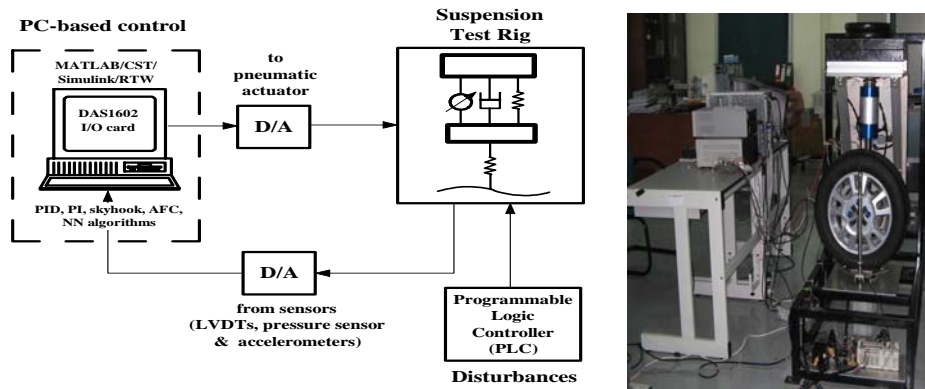 PC-based control
MATLAB/CST/
Simulink/RTW
DAS1602
I/O card
PID, PI, skyhook, AFC,
NN algorithms
to
pneumatic
actuator
D/A
Suspension
Test Rig
D/A
from sensors
(LVDTs, pressure sensor
& accelerometers)
Programmable
Logic
Controller
(PLC)
Disturbances